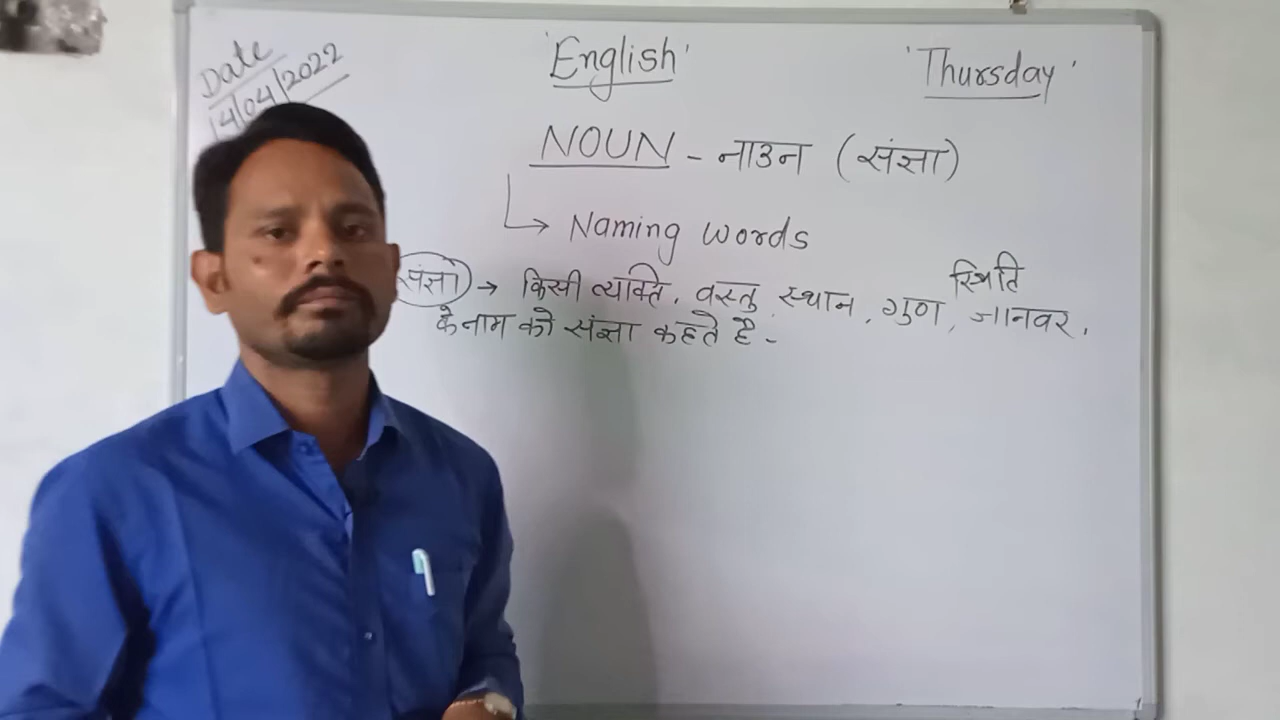 Date
14/04/2022
'English'
'Thursday'
NOUN - नाउन (संज्ञा)
Naming words
स्थिति
संज्ञा → किसी व्यक्ति, वस्तु, स्थान, गुण, जानवर,
के नाम को संज्ञा कहते है -